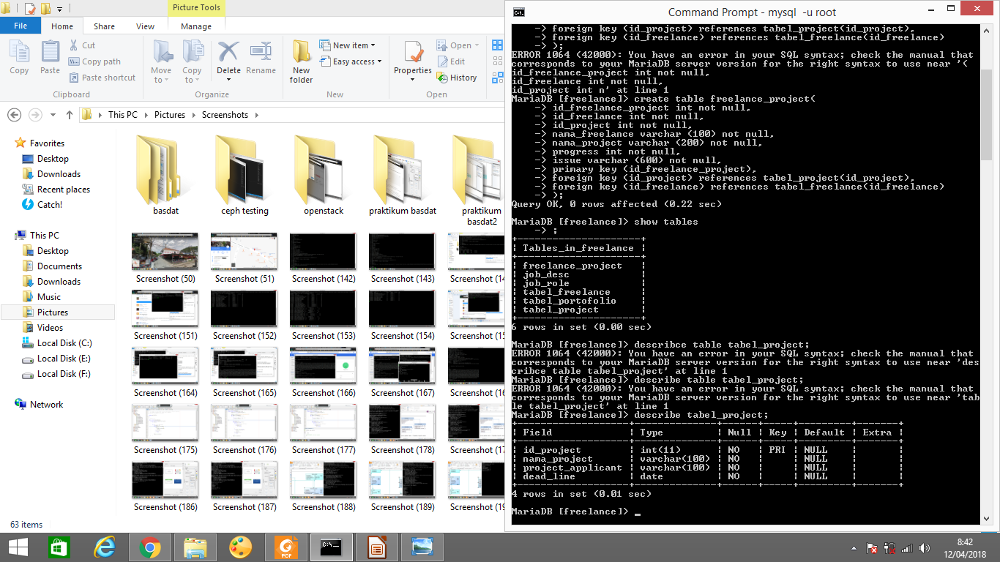 Picture Tools
File
Home
Share
View
Manage
Copy
Paste
Cut
Copy path
Paste shortcut
Clipboard
Move to
Copy to
Delete
Rename
Organize
New folder
New item
Easy access
New
Properties
Open
Edit
History
Open
This PC
Pictures
Screenshots
Favorites
Desktop
Downloads
Recent places
Catch!
This PC
Desktop
Documents
Downloads
Music
Pictures
Videos
Local Disk (C:)
Local Disk (E:)
Local Disk (F:)
Network
basdat
ceph testing
openstack
praktikum basdat
praktikum basdat2
Screenshot (50)
Screenshot (51)
Screenshot (142)
Screenshot (143)
Screenshot (14
Screenshot (151)
Screenshot (152)
Screenshot (153)
Screenshot (154)
Screenshot (15
Screenshot (164)
Screenshot (165)
Screenshot (166)
Screenshot (167)
Screenshot (16
Screenshot (175)
Screenshot (176)
Screenshot (177)
Screenshot (178)
Screenshot (17
Screenshot (186)
Screenshot (187)
Screenshot (188)
Screenshot (189)
Screenshot (19
63 items
Command Prompt - mysql -u root
-> foreign key (id_project) references tabel_project(id_project),
-> foreign key (id_freelance) references tabel_freelance(id_freelance)
-> );
ERROR 1064 (42000): You have an error in your SQL syntax; check the manual that
corresponds to your MariaDB server version for the right syntax to use near '(
id_freelance_project int not null,
id_freelance int not null,
id_project int n' at line 1
MariaDB [freelance]> create table freelance_project(
-> id_freelance_project int not null,
-> id_freelance int not null,
-> id_project int not null,
-> nama_freelance varchar (100) not null,
-> nama_project varchar (200) not null,
-> progress int not null,
-> issue varchar (600) not null,
-> primary key (id_freelance_project),
-> foreign key (id_project) references tabel_project(id_project),
-> foreign key (id_freelance) references tabel_freelance(id_freelance)
-> );
Query OK, 0 rows affected (0.22 sec)
MariaDB [freelance]> show tables
-> ;
+---------------------+
| Tables_in_freelance |
+---------------------+
| freelance_project |
| job_desc |
| job_role |
| tabel_freelance |
| tabel_portofolio |
| tabel_project |
+---------------------+
6 rows in set (0.00 sec)
MariaDB [freelance]> describce table tabel_project;
ERROR 1064 (42000): You have an error in your SQL syntax; check the manual that
corresponds to your MariaDB server version for the right syntax to use near 'des
cribce table tabel_project' at line 1
MariaDB [freelance]> describe table tabel_project;
ERROR 1064 (42000): You have an error in your SQL syntax; check the manual that
corresponds to your MariaDB server version for the right syntax to use near 'tab
le tabel_project' at line 1
MariaDB [freelance]> describe tabel_project;
+-------------------+--------------+------+-----+---------+-------+
| Field | Type | Null | Key | Default | Extra |
+-------------------+--------------+------+-----+---------+-------+
| id_project | int(11) | NO | PRI | NULL | |
| nama_project | varchar(100) | NO | | NULL | |
| project_applicant | varchar(100) | NO | | NULL | |
| dead_line | date | NO | | NULL | |
+-------------------+--------------+------+-----+---------+-------+
4 rows in set (0.01 sec)
MariaDB [freelance]> _
PDF
8:42
12/04/2018